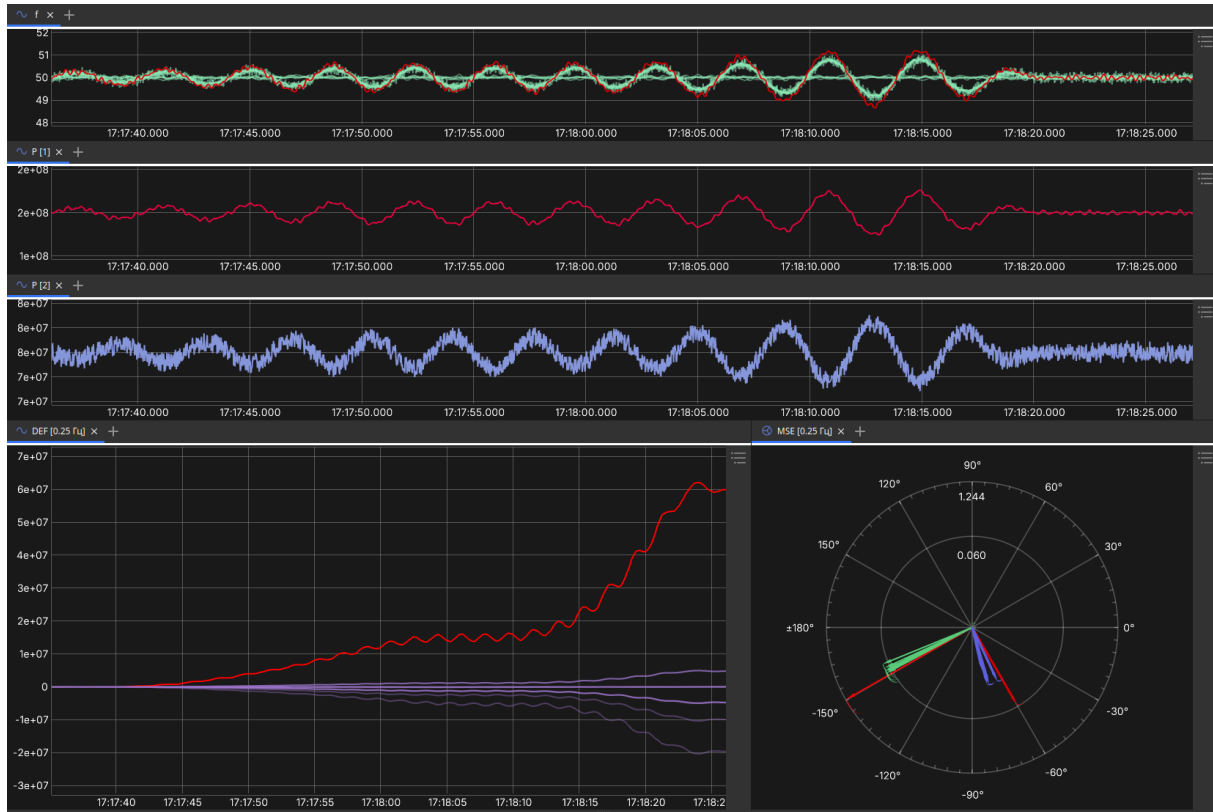 f × +
52
51
50
49
48
17:17:40.000 17:17:45.000 17:17:50.000 17:17:55.000 17:18:00.000 17:18:05.000 17:18:10.000 17:18:15.000 17:18:20.000 17:18:25.000
P [1] × +
2e+08
2e+08
1e+08
17:17:40.000 17:17:45.000 17:17:50.000 17:17:55.000 17:18:00.000 17:18:05.000 17:18:10.000 17:18:15.000 17:18:20.000 17:18:25.000
P [2] × +
8e+07
8e+07
8e+07
7e+07
7e+07
17:17:40.000 17:17:45.000 17:17:50.000 17:17:55.000 17:18:00.000 17:18:05.000 17:18:10.000 17:18:15.000 17:18:20.000 17:18:25.000
DEF [0.25 Гц] × +
7e+07
6e+07
5e+07
4e+07
3e+07
2e+07
1e+07
0
-1e+07
-2e+07
-3e+07
17:17:40 17:17:45 17:17:50 17:17:55 17:18:00 17:18:05 17:18:10 17:18:15 17:18:20 17:18:2
MSE [0.25 Гц] × +
90°
120° 60°
1.244
150° 30°
0.060
±180° 0°
-150° -30°
-120° -60°
-90°